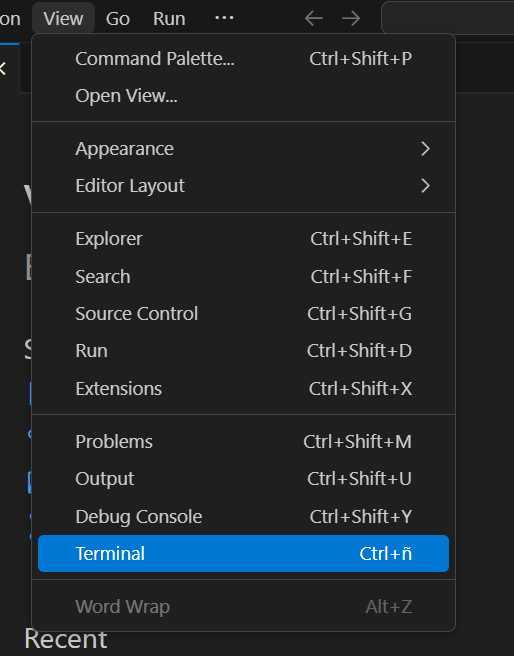 on View Go Run ···
Command Palette... Ctrl+Shift+P
Open View...
Appearance
Editor Layout
Explorer Ctrl+Shift+E
Search Ctrl+Shift+F
Source Control Ctrl+Shift+G
Run Ctrl+Shift+D
Extensions Ctrl+Shift+X
Problems Ctrl+Shift+M
Output Ctrl+Shift+U
Debug Console Ctrl+Shift+Y
Terminal Ctrl+ñ
Word Wrap Alt+Z
Recent